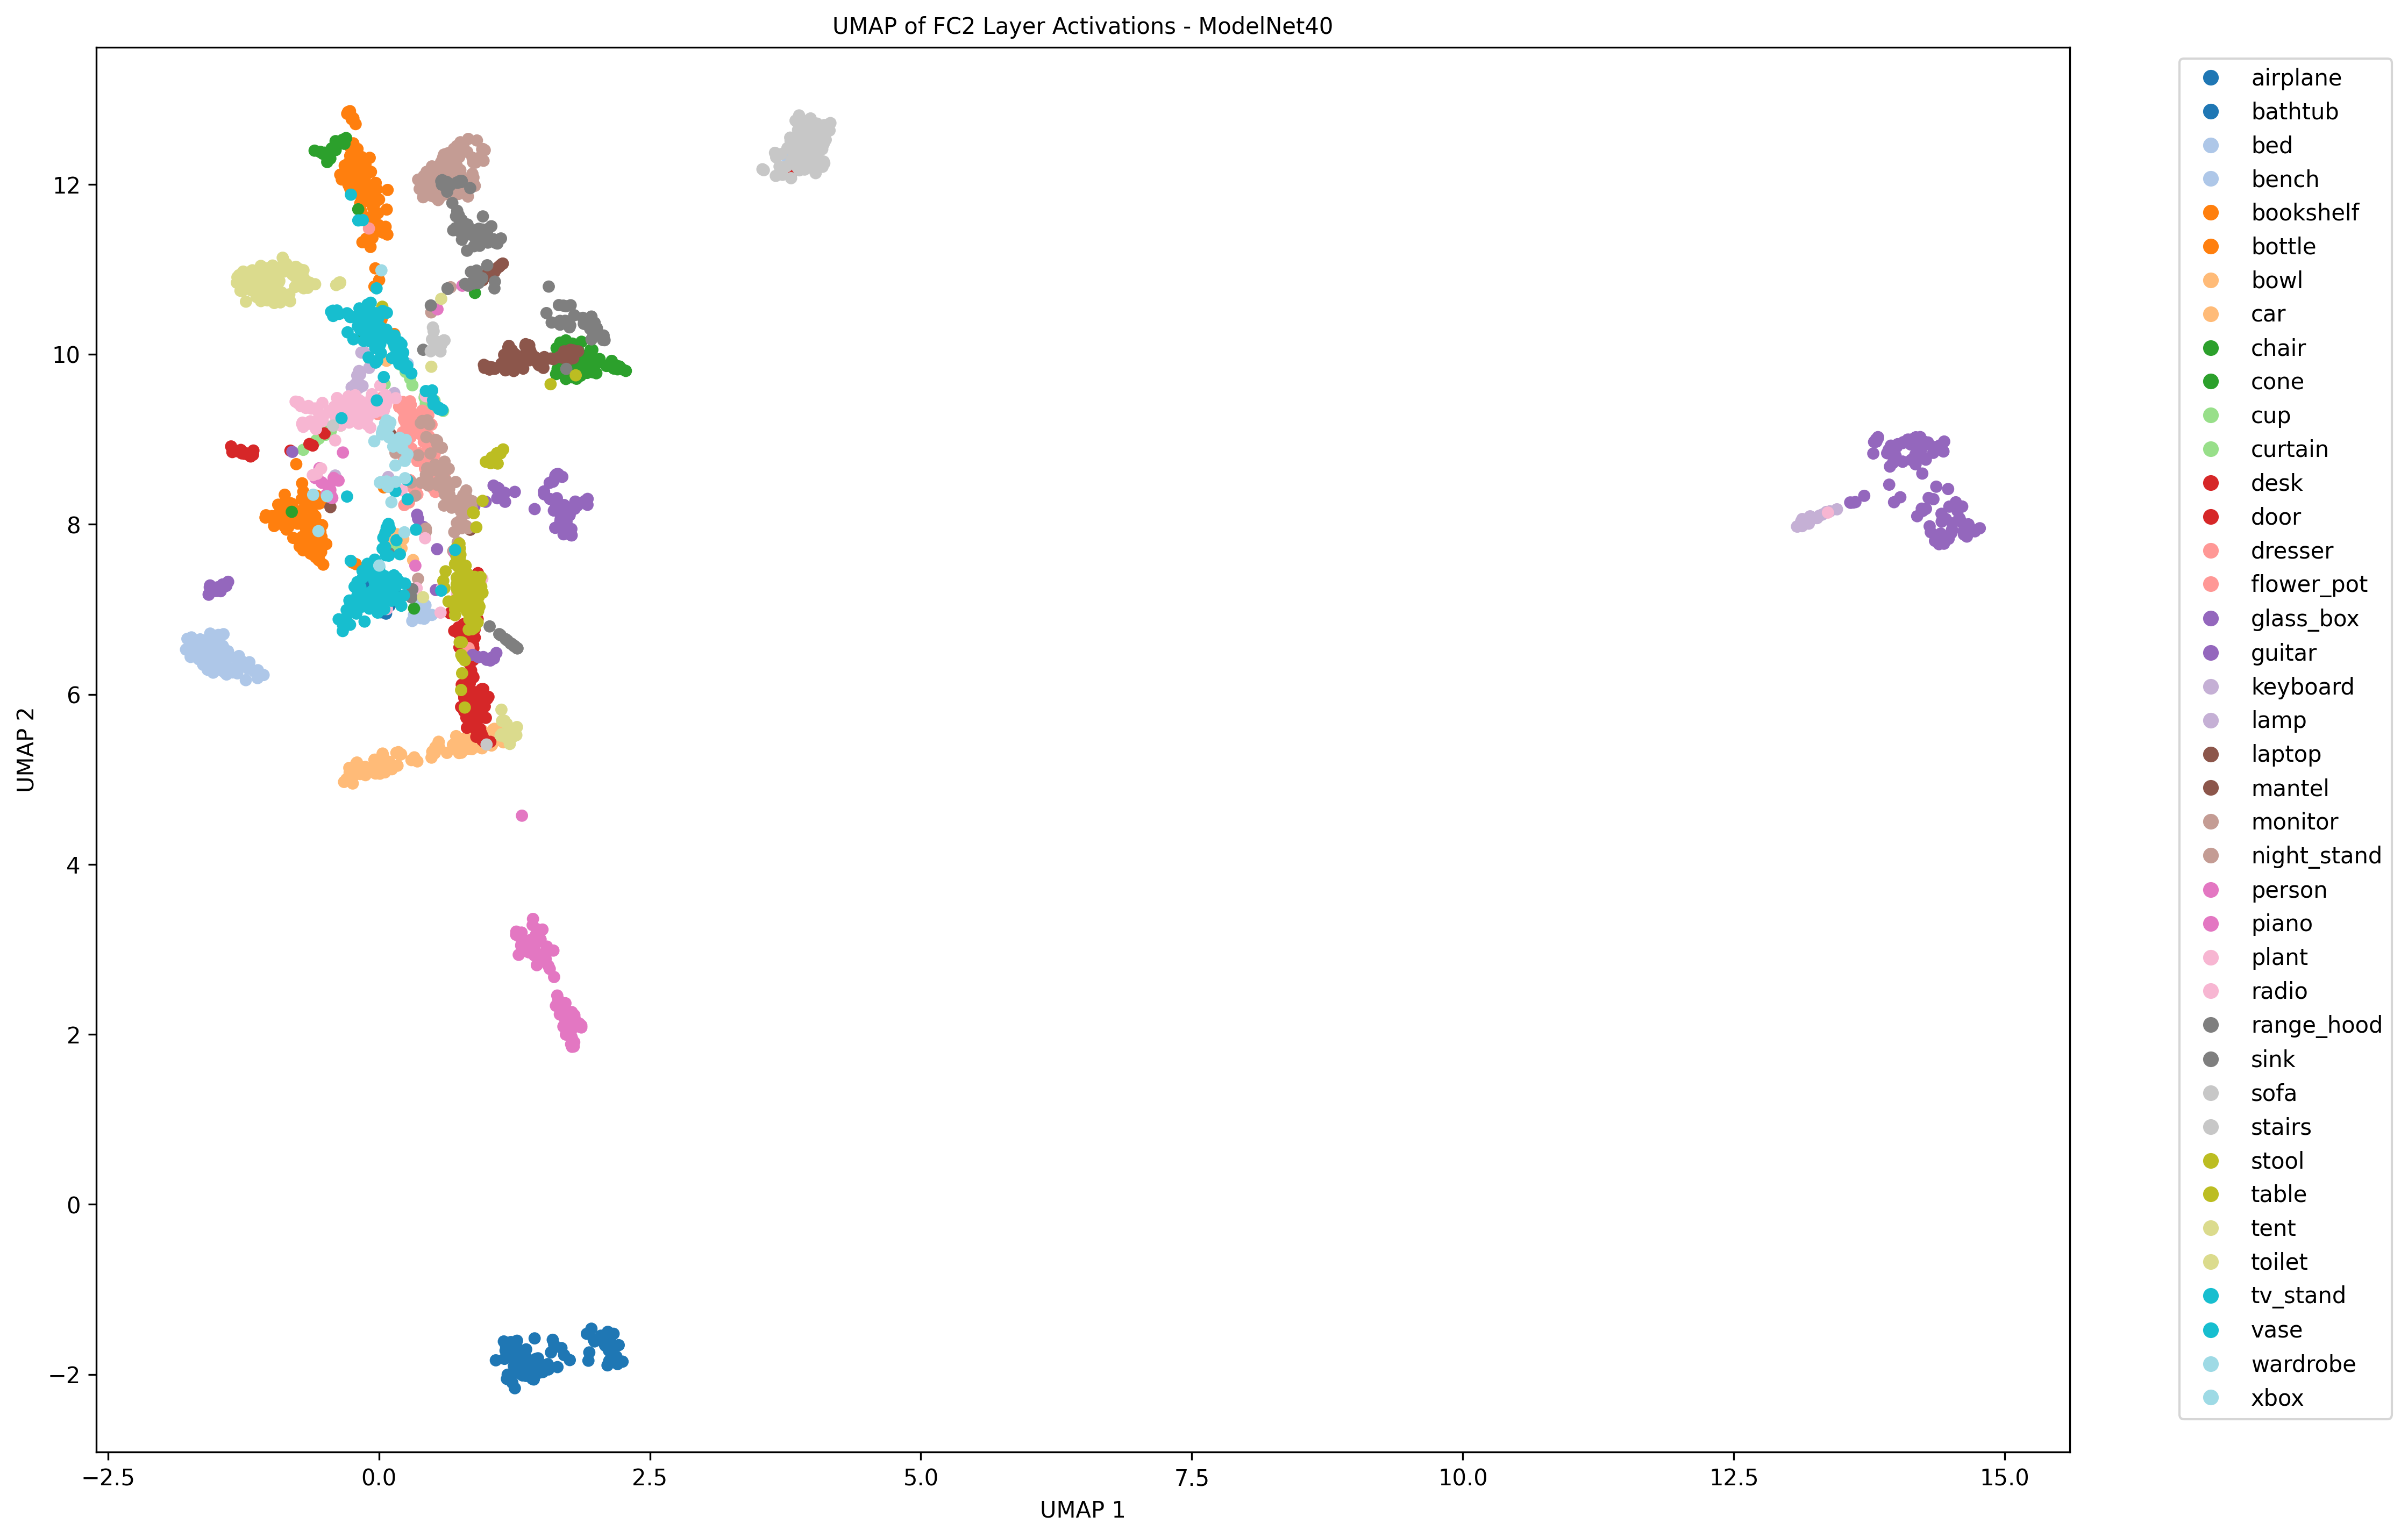 UMAP of FC2 Layer Activations - ModelNet40
UMAP 2
12
10
8
6
4
2
0
−2
−2.5
0.0
2.5
5.0
7.5
10.0
12.5
15.0
UMAP 1
airplane
bathtub
bed
bench
bookshelf
bottle
bowl
car
chair
cone
cup
curtain
desk
door
dresser
flower_pot
glass_box
guitar
keyboard
lamp
laptop
mantel
monitor
night_stand
person
piano
plant
radio
range_hood
sink
sofa
stairs
stool
table
tent
toilet
tv_stand
vase
wardrobe
xbox